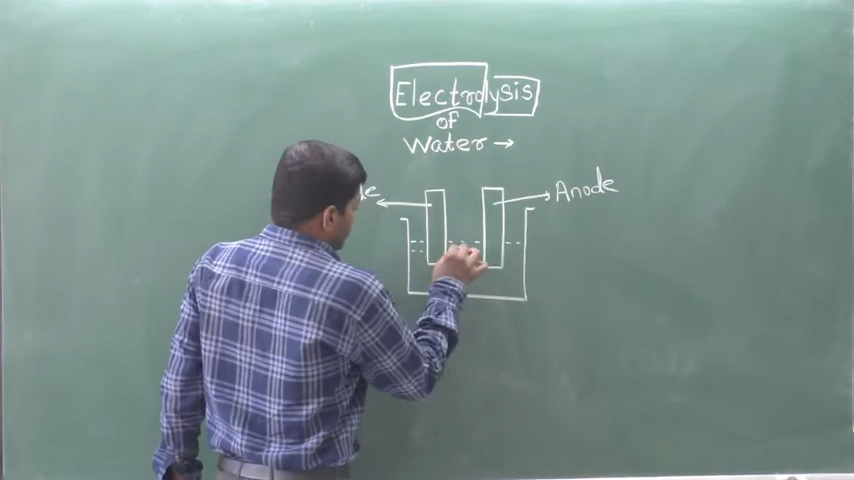 Electrolysis
of
Water →
Anode